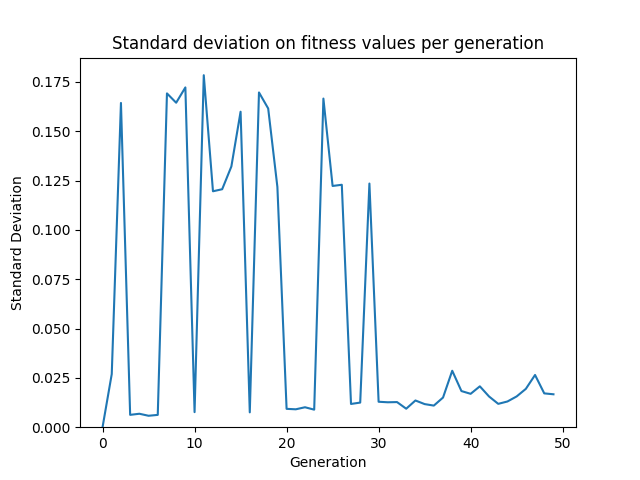 Standard deviation on fitness values per generation
0.175
0.150
0.125
0.100
0.075
0.050
0.025
0.000
Standard Deviation
0 10 20 30 40 50
Generation